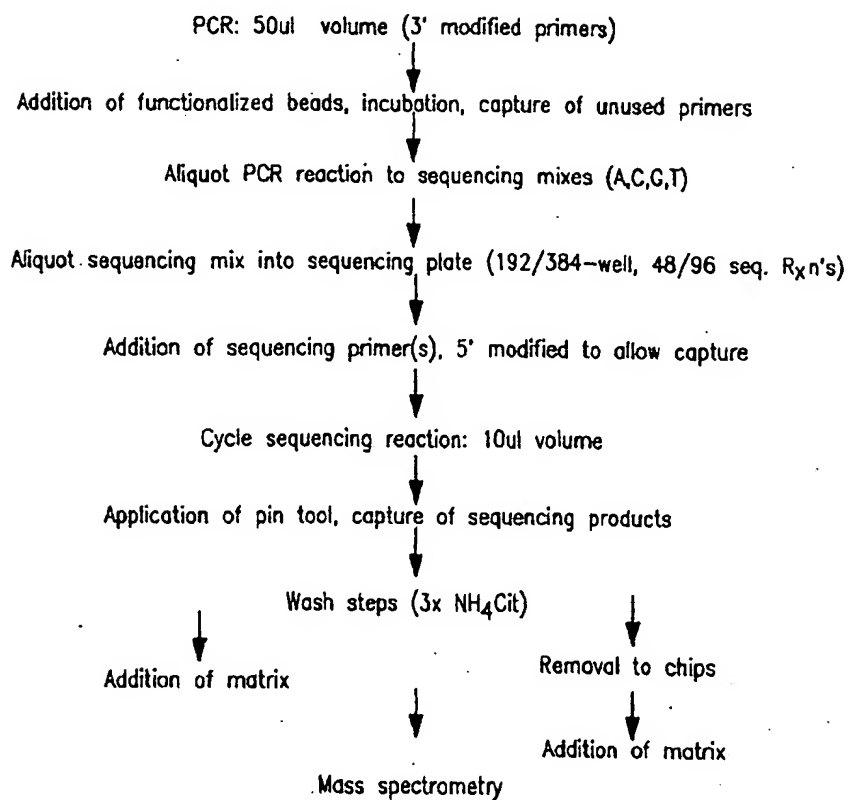 PCR: 50ul volume (3' modified primers)
Addition of functionalized beads, incubation, capture of unused primers
Aliquot PCR reaction to sequencing mixes (A,C,G,T)
Aliquot sequencing mix into sequencing plate (192/384-well, 48/96 seq. Rxn's)
Addition of sequencing primer(s), 5' modified to allow capture
Cycle sequencing reaction: 10ul volume
Application of pin tool, capture of sequencing products
Wash steps (3x NH4Cit)
Addition of matrix
Removal to chips
Addition of matrix
Mass spectrometry